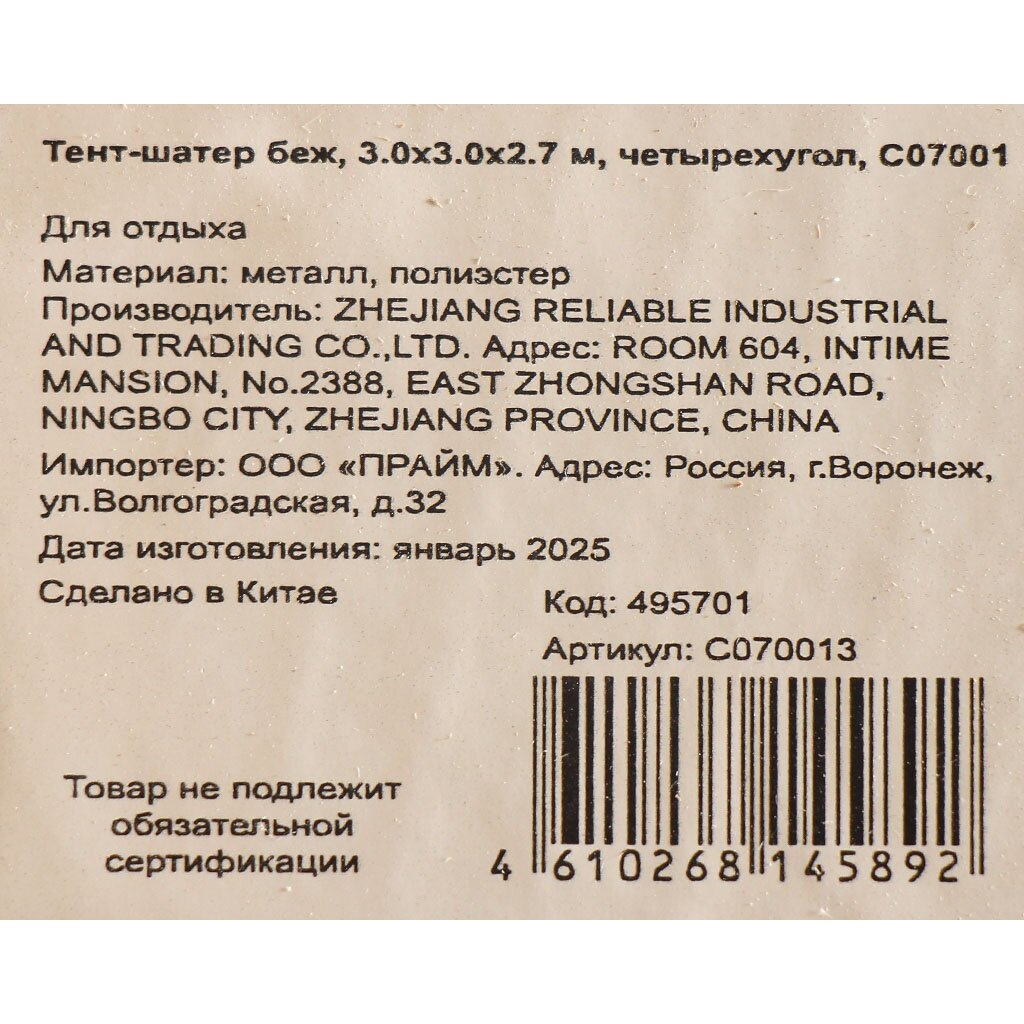 Тент-шатер беж, 3.0х3.0х2.7 м, четырехугол, С07001
Для отдыха
Материал: металл, полиэстер
Производитель: ZHEJIANG RELIABLE INDUSTRIAL
AND TRADING CO.,LTD. Адрес: ROOM 604, INTIME
MANSION, No.2388, EAST ZHONGSHAN ROAD,
NINGBO CITY, ZHEJIANG PROVINCE, CHINA
Импортер: ООО «ПРАЙМ». Адрес: Россия, г.Воронеж,
ул.Волгоградская, д.32
Дата изготовления: январь 2025
Сделано в Китае
Код: 495701
Артикул: С070013
Товар не подлежит
обязательной
сертификации
4 610268 145892